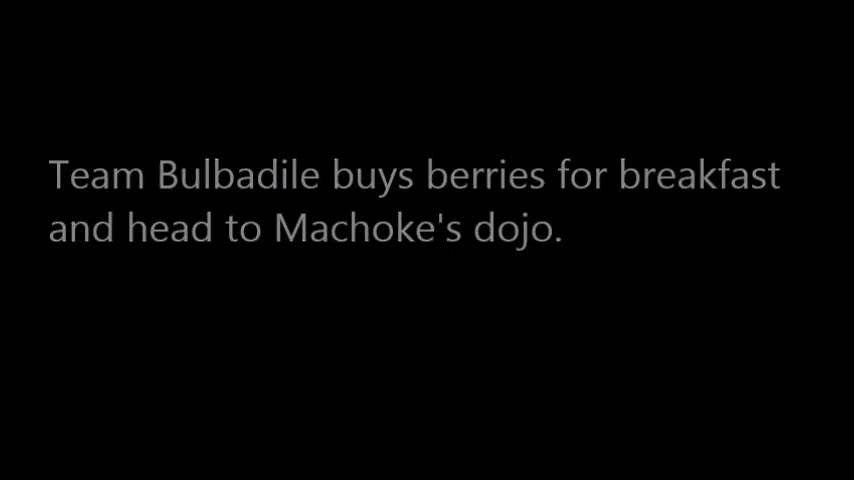 Team Bulbadile buys berries for breakfast
and head to Machoke's dojo.